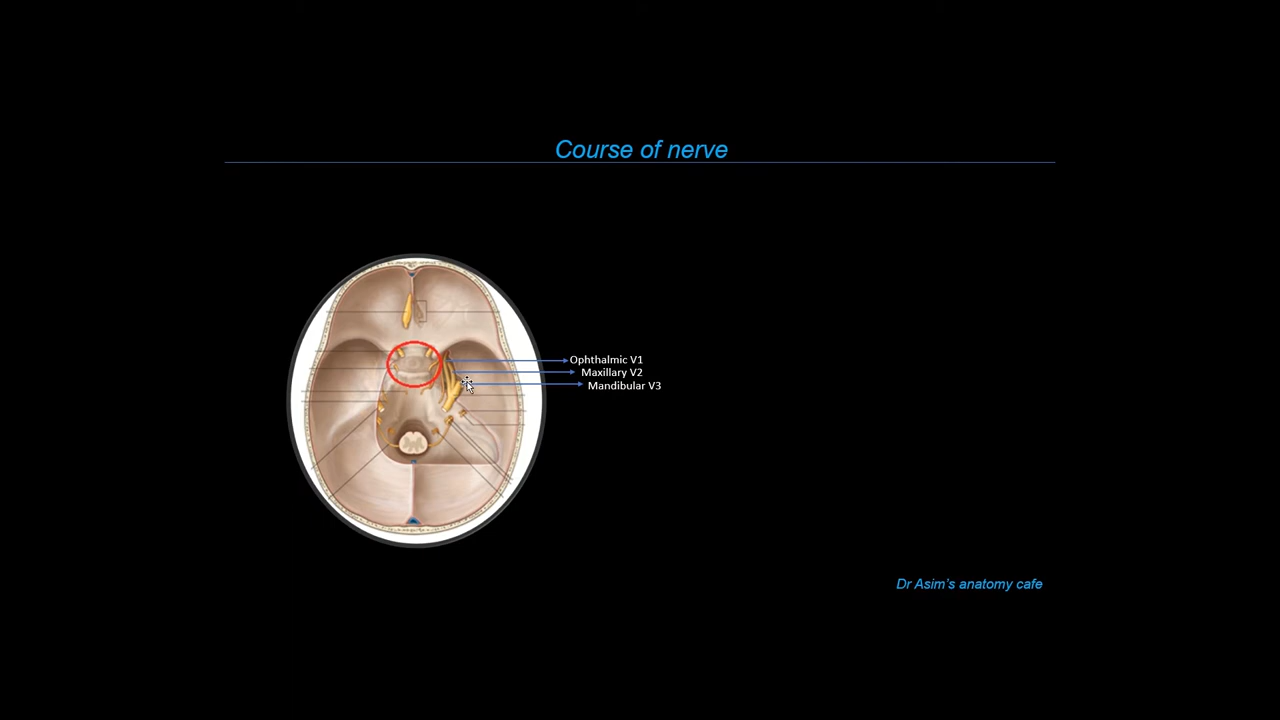 Course of nerve
Ophthalmic V1
Maxillary V2
Mandibular V3
Dr Asim's anatomy cafe